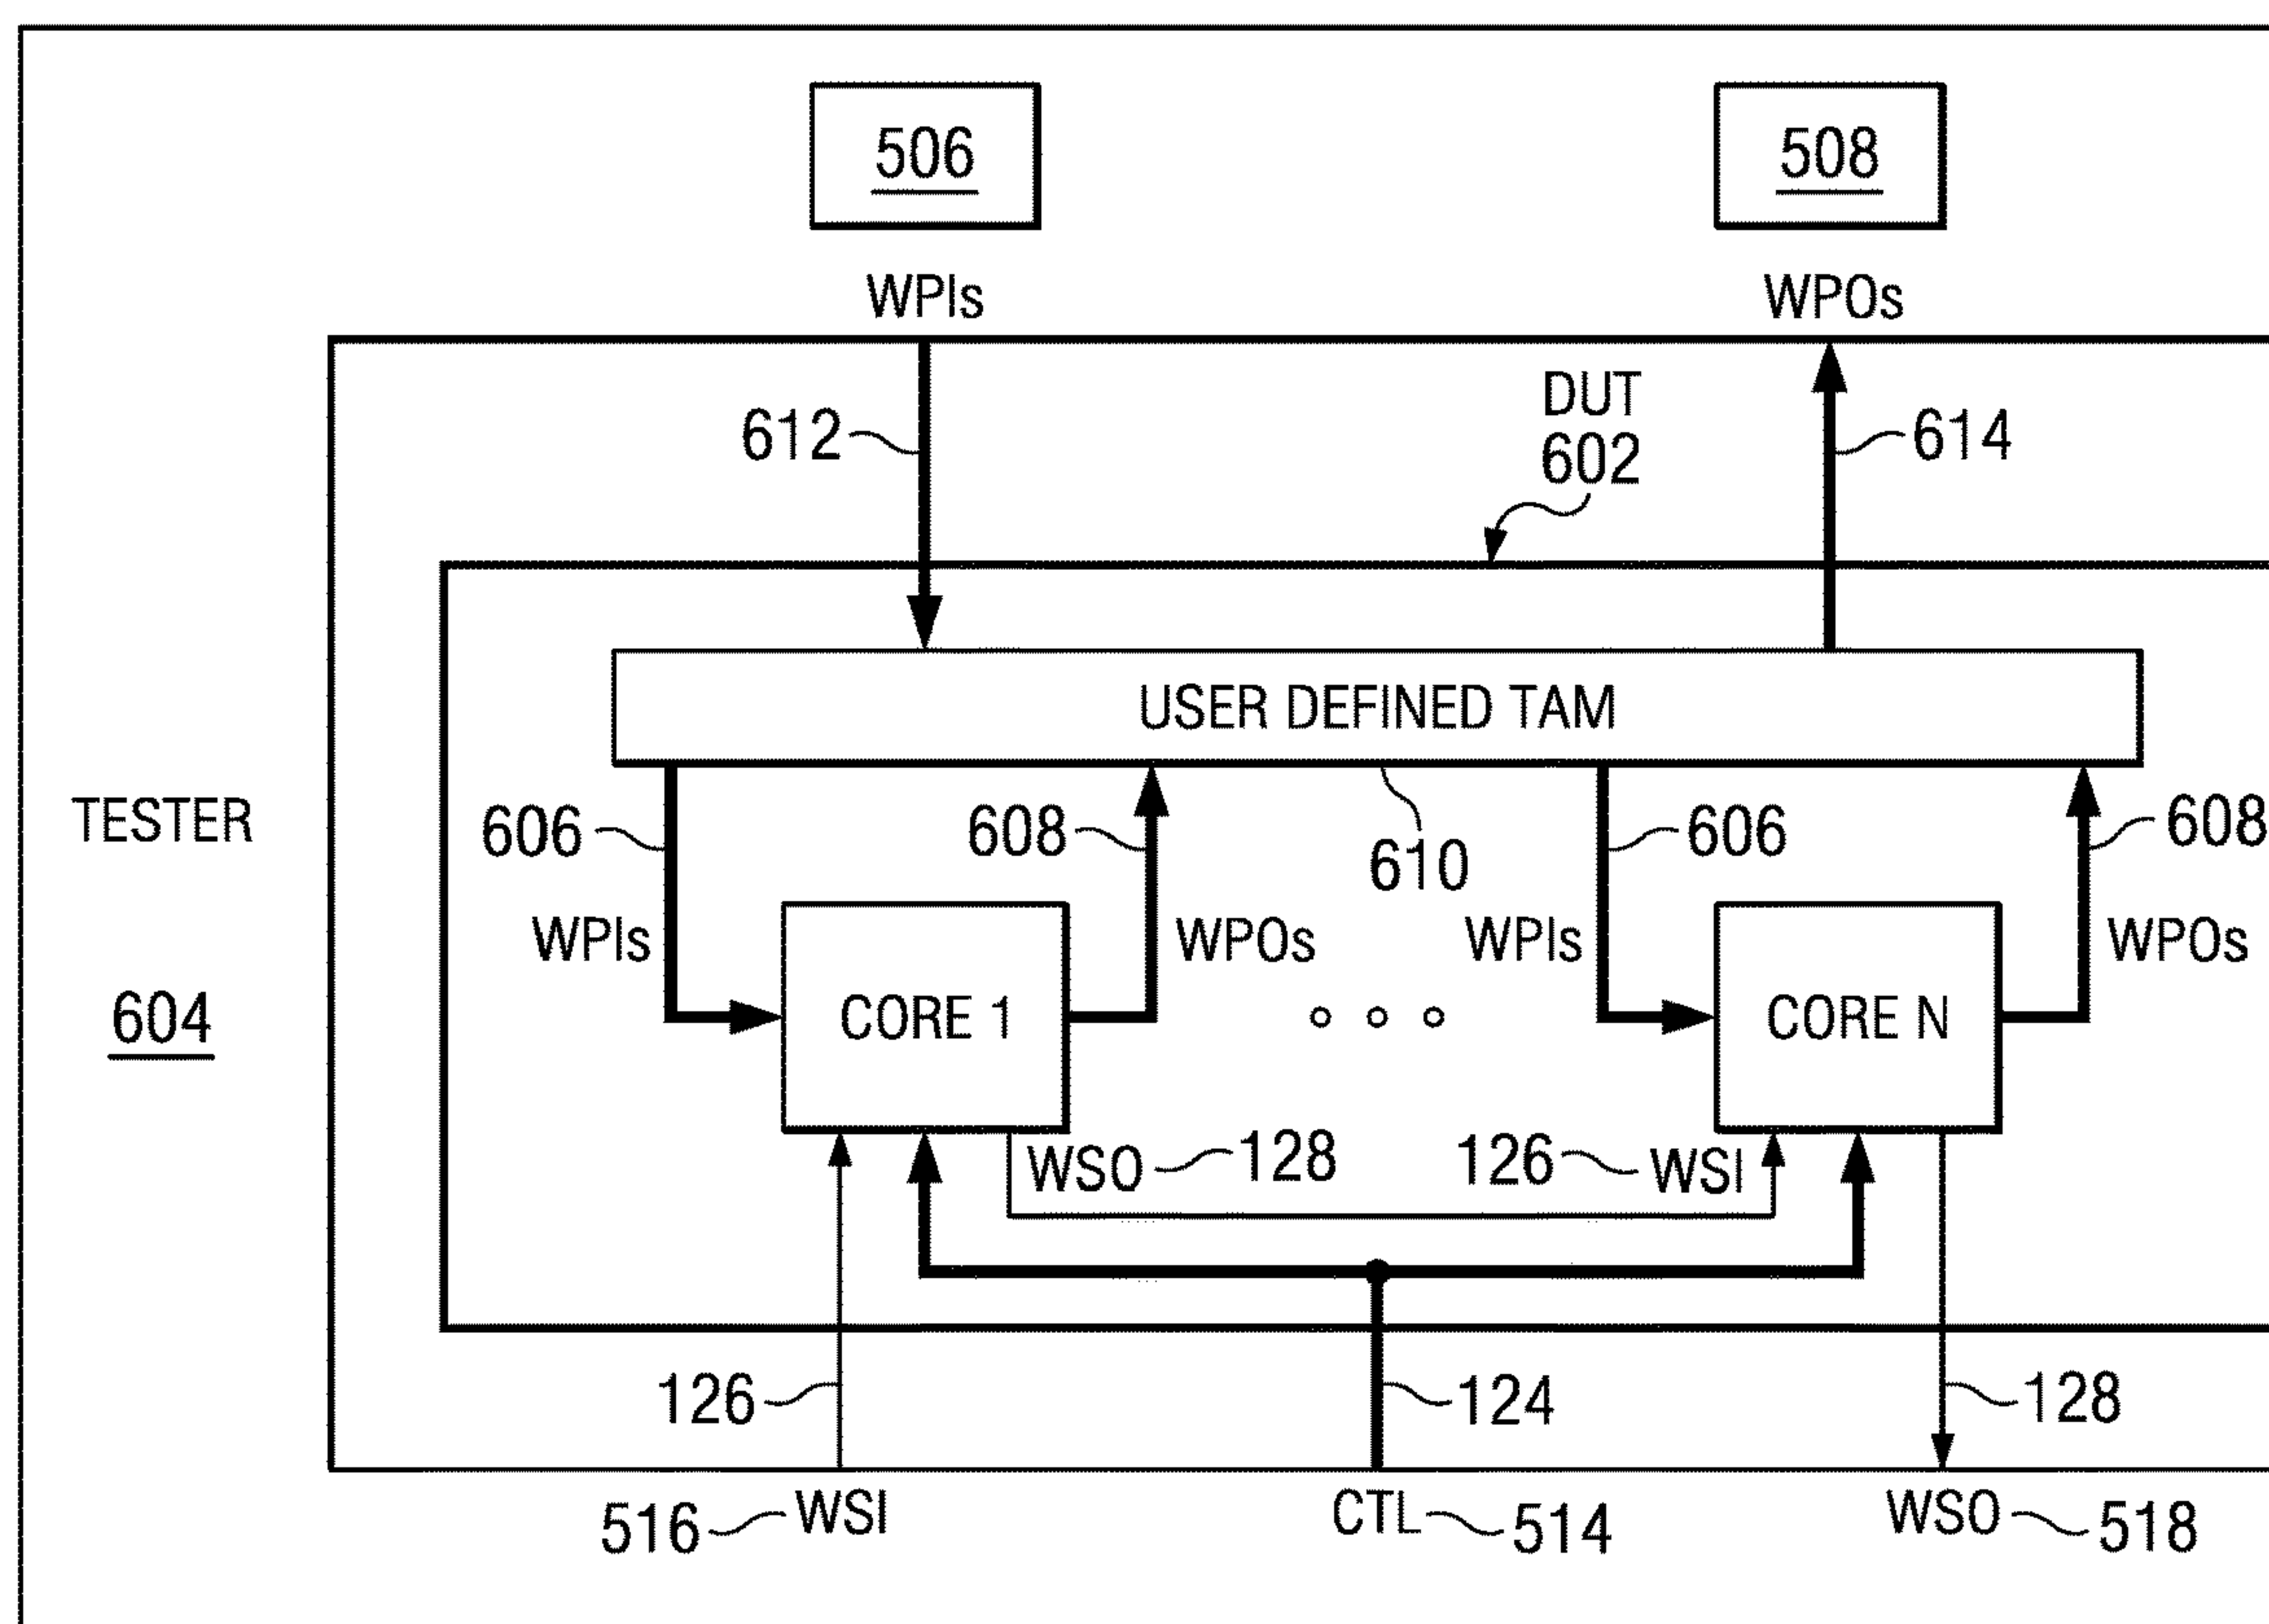 506
508
WPIs
WPOs
DUT
612
602
614
USER DEFINED TAM
TESTER
606
608
610
606
608
WPIs
WPOs
WPIs
WPOs
604
CORE 1
CORE N
WSO
128
126
WSI
126
124
128
516
WSI
CTL
514
WSO
518